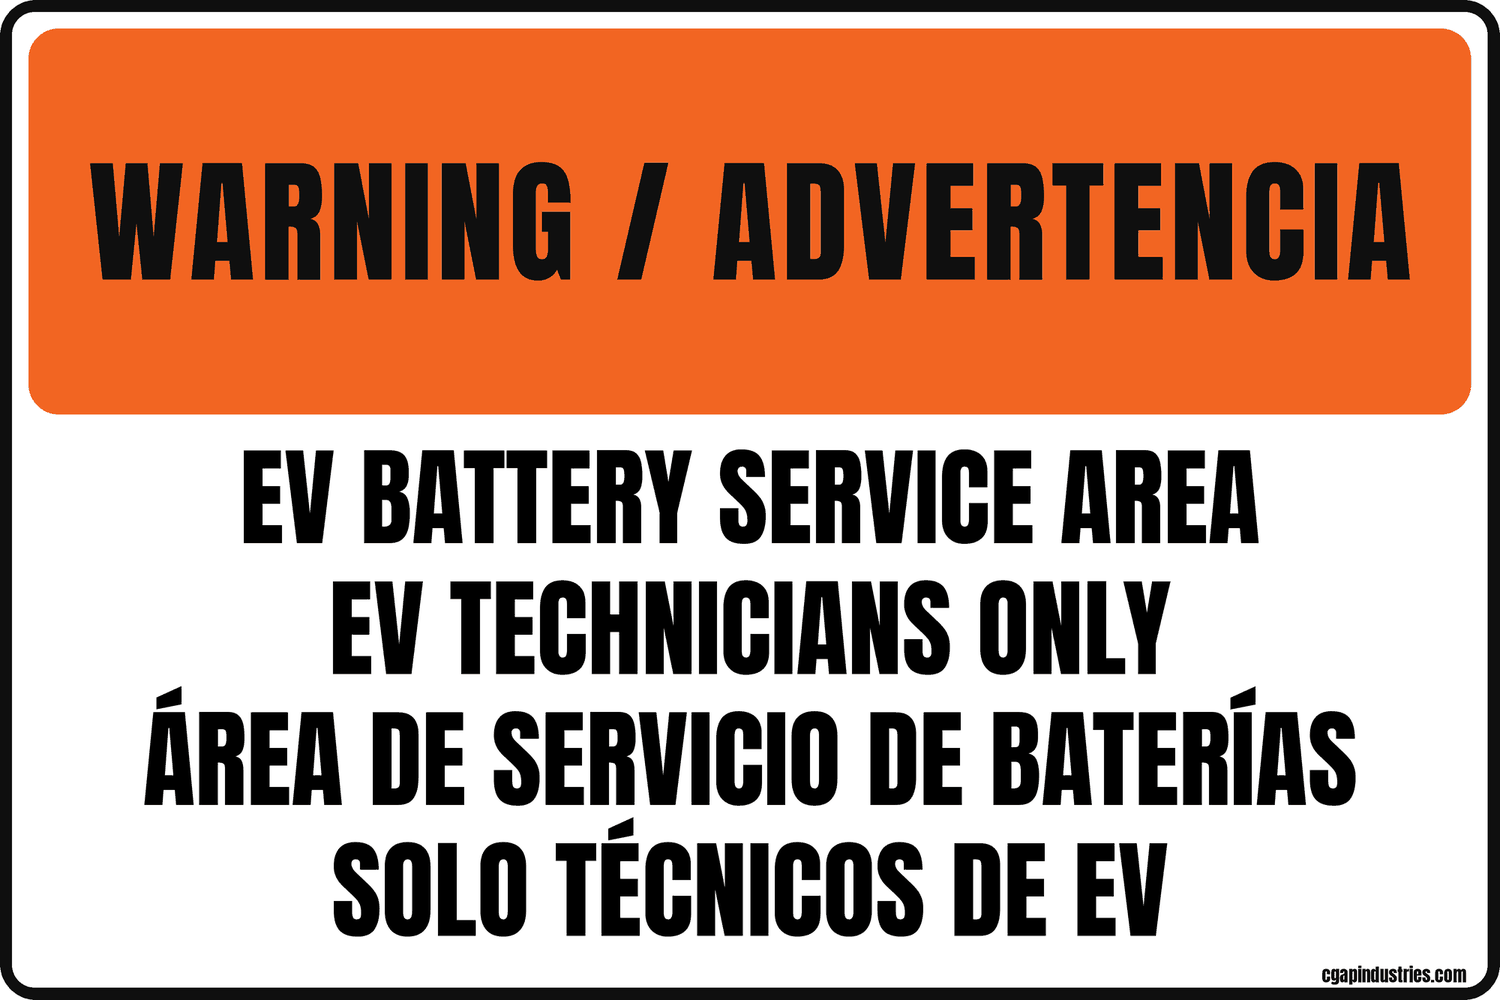 WARNING / ADVERTENCIA
EV BATTERY SERVICE AREA
EV TECHNICIANS ONLY
ÁREA DE SERVICIO DE BATERÍAS
SOLO TÉCNICOS DE EV
cgapindustries.com